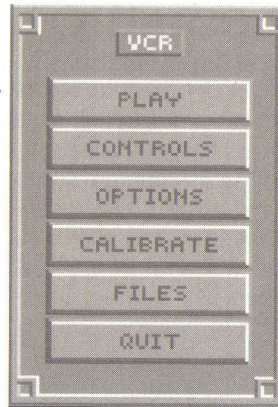 VCR
PLAY
CONTROLS
OPTIONS
CALIBRATE
FILES
QUIT